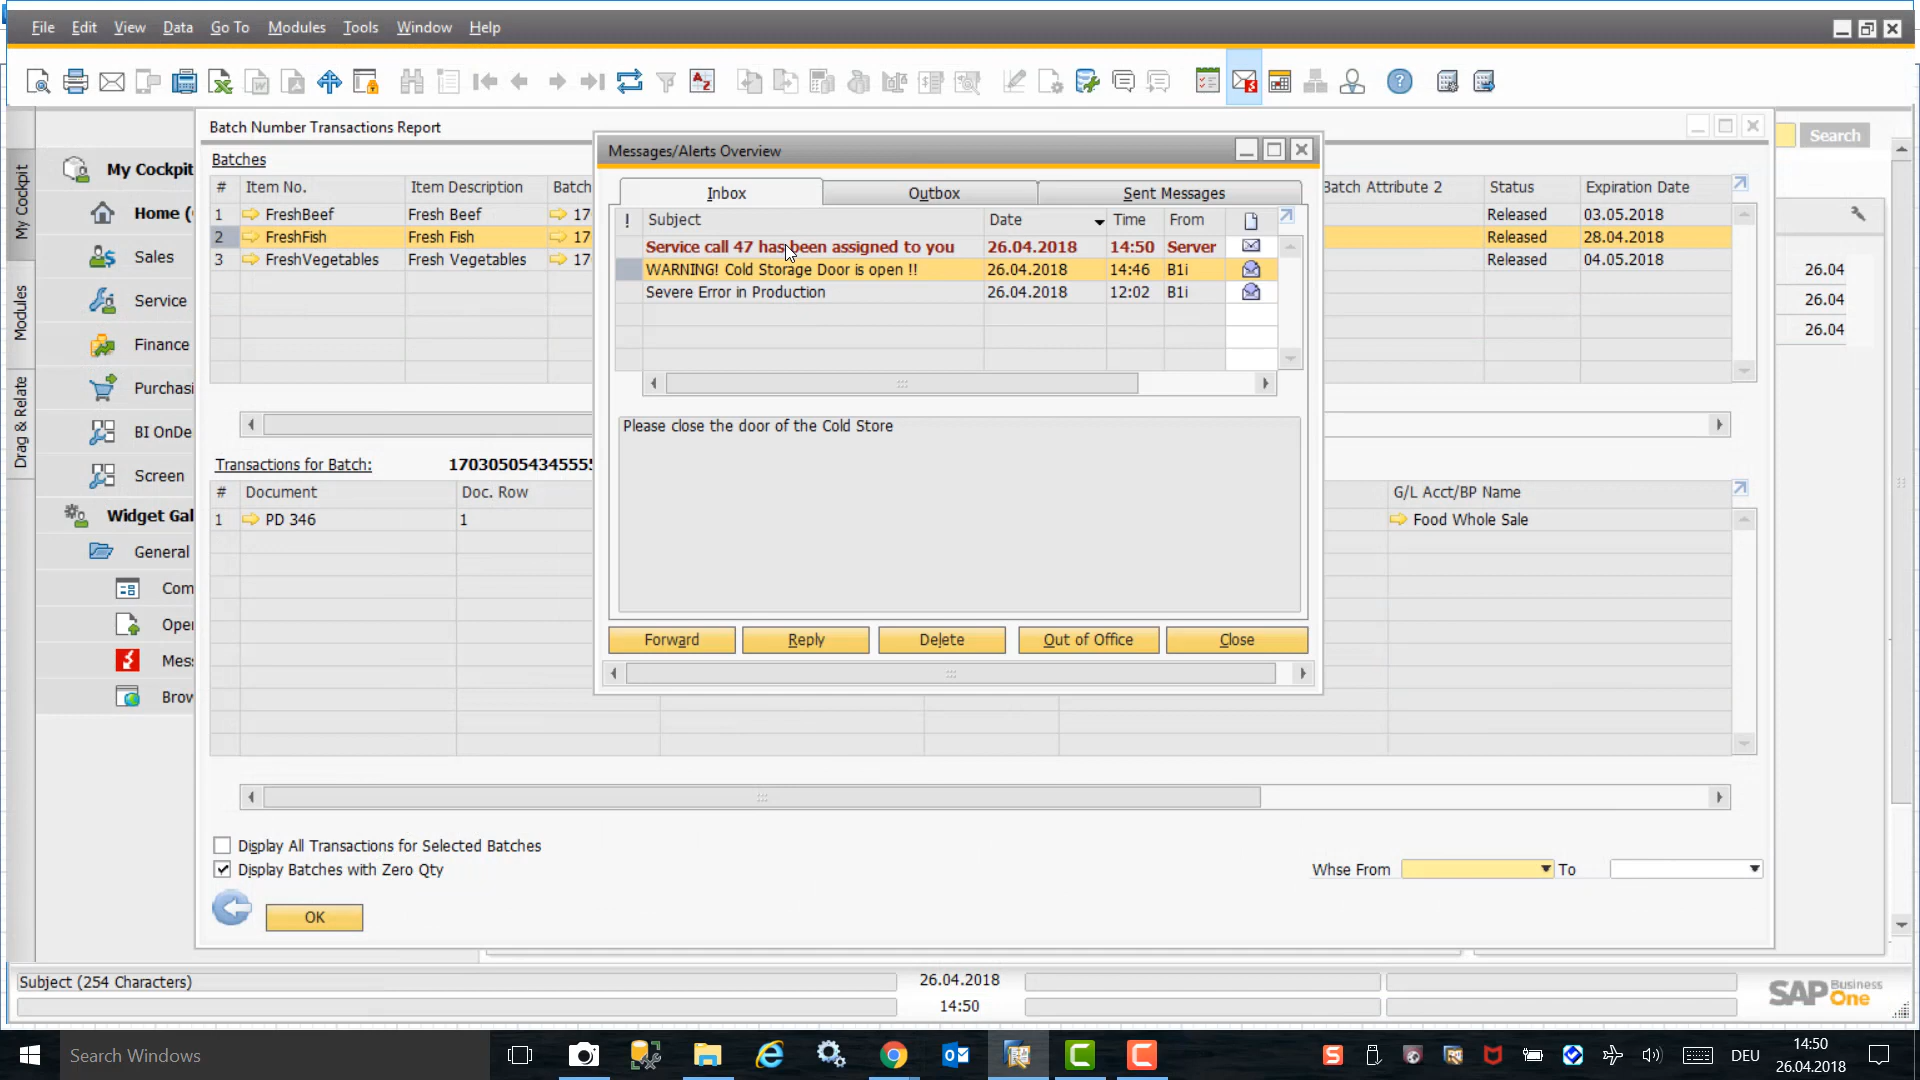 File Edit View Data Go To Modules Tools Window Help
Batch Number Transactions Report
Search
Batches
# Item No. Item Description Batch Batch Attribute 2 Status Expiration Date
1 FreshBeef Fresh Beef 17 Released 03.05.2018
2 FreshFish Fresh Fish 17 Released 28.04.2018
3 FreshVegetables Fresh Vegetables 17 Released 04.05.2018
My Cockpit
Modules
Drag & Relate
My Cockpit
Home (
Sales
Service
Finance
Purchasi
BI OnDe
Screen
Widget Gal
General
Com
Oper
Mess
Brow
26.04
26.04
26.04
Messages/Alerts Overview
Inbox Outbox Sent Messages
! Subject Date Time From
Service call 47 has been assigned to you 26.04.2018 14:50 Server
WARNING! Cold Storage Door is open !! 26.04.2018 14:46 B1i
Severe Error in Production 26.04.2018 12:02 B1i
Please close the door of the Cold Store
Forward Reply Delete Out of Office Close
Transactions for Batch: 1703050543455
# Document Doc. Row G/L Acct/BP Name
1 PD 346 1 Food Whole Sale
Display All Transactions for Selected Batches
Display Batches with Zero Qty
Whse From To
OK
Subject (254 Characters)
26.04.2018
14:50
SAP Business One
Search Windows
DEU
14:50
26.04.2018